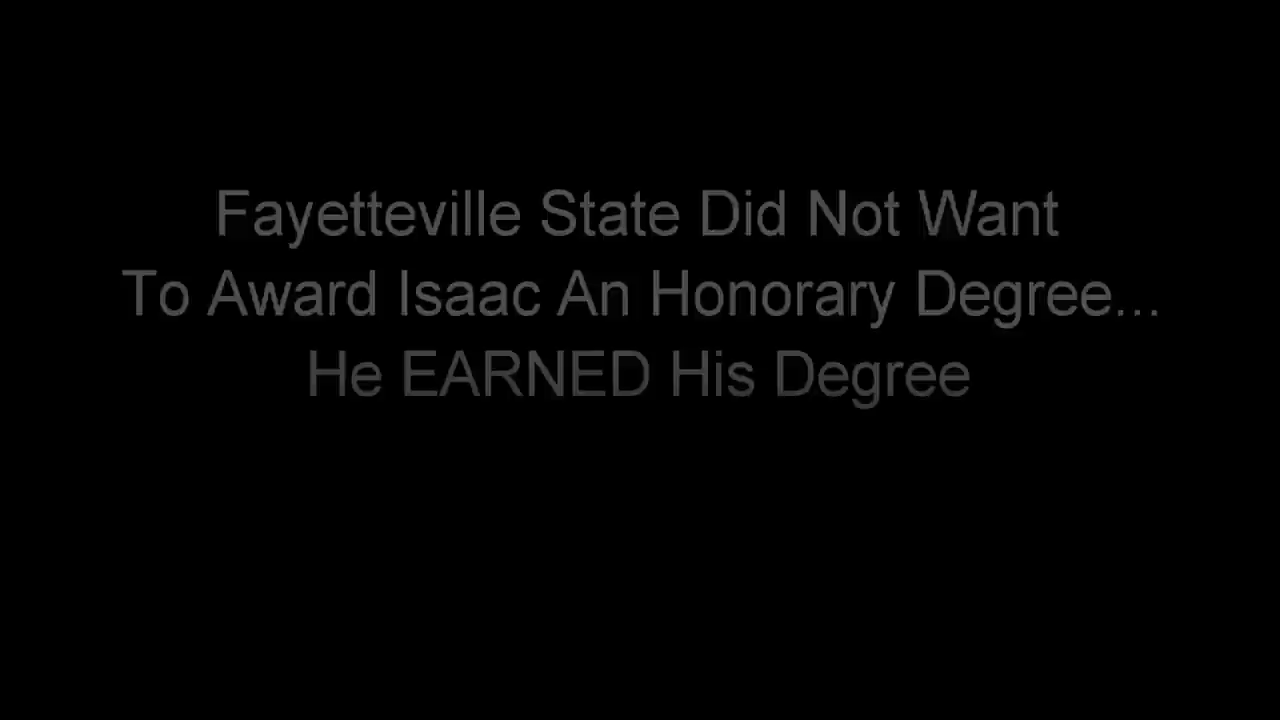 Fayetteville State Did Not Want
To Award Isaac An Honorary Degree...
He EARNED His Degree